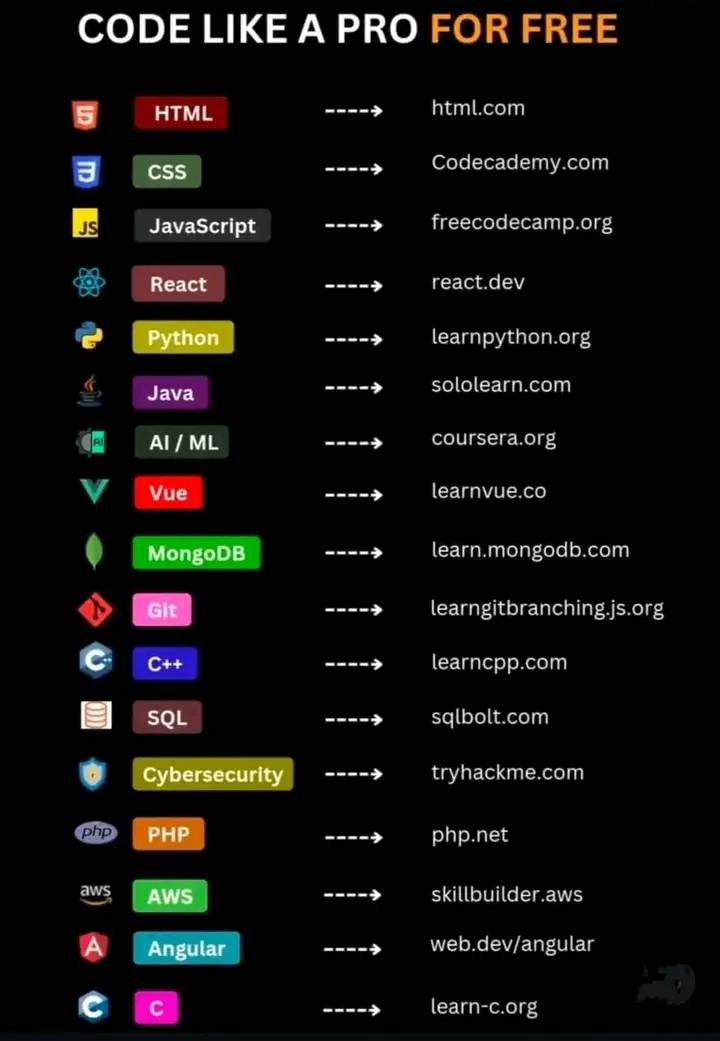 CODE LIKE A PRO FOR FREE
HTML ----> html.com
CSS ----> Codecademy.com
JS JavaScript ----> freecodecamp.org
React ----> react.dev
Python ----> learnpython.org
Java ----> sololearn.com
AI AI / ML ----> coursera.org
Vue ----> learnvue.co
MongoDB ----> learn.mongodb.com
Git ----> learngitbranching.js.org
C++ C++ ----> learncpp.com
SQL ----> sqlbolt.com
Cybersecurity ----> tryhackme.com
php PHP ----> php.net
aws AWS ----> skillbuilder.aws
A Angular ----> web.dev/angular
C C ----> learn-c.org